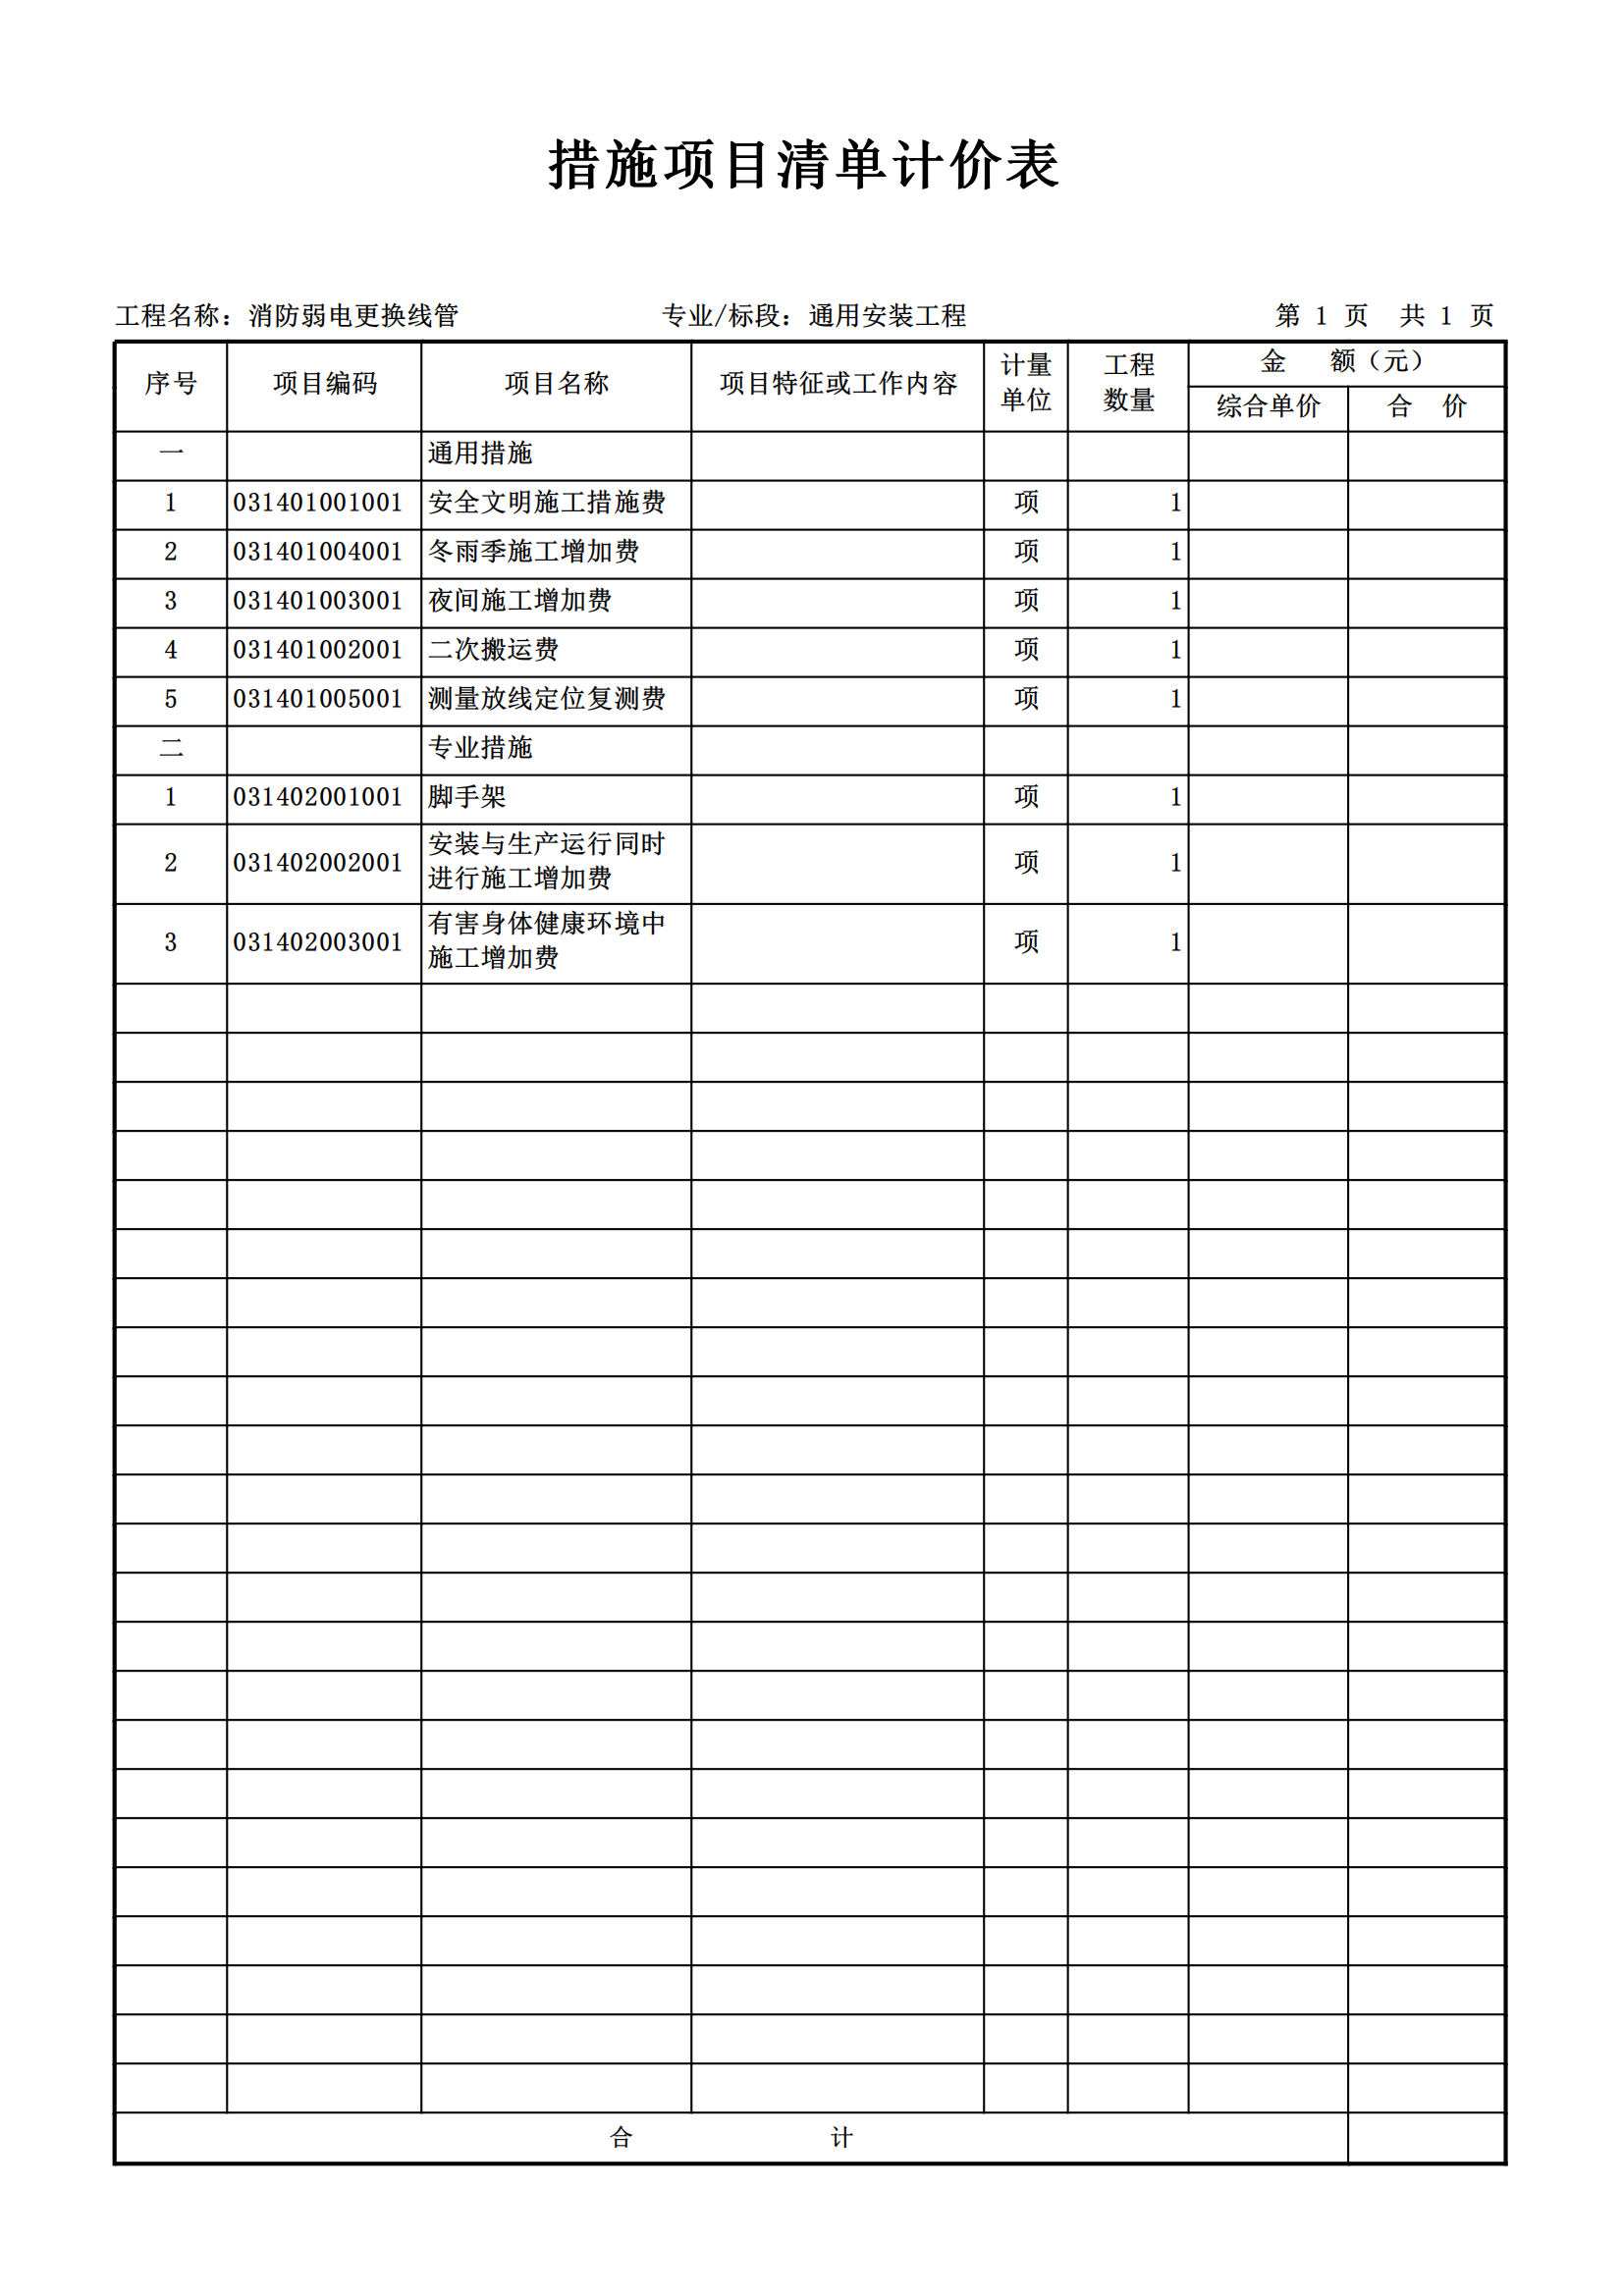 措施项目清单计价表
工程名称：消防弱电更换线管 专业/标段：通用安装工程 第 1 页 共 1 页
序号 项目编码 项目名称 项目特征或工作内容 计量单位 工程数量 金 额（元）
综合单价 合 价
一 通用措施
1 031401001001 安全文明施工措施费 项 1
2 031401004001 冬雨季施工增加费 项 1
3 031401003001 夜间施工增加费 项 1
4 031401002001 二次搬运费 项 1
5 031401005001 测量放线定位复测费 项 1
二 专业措施
1 031402001001 脚手架 项 1
2 031402002001 安装与生产运行同时进行施工增加费 项 1
3 031402003001 有害身体健康环境中施工增加费 项 1
合 计